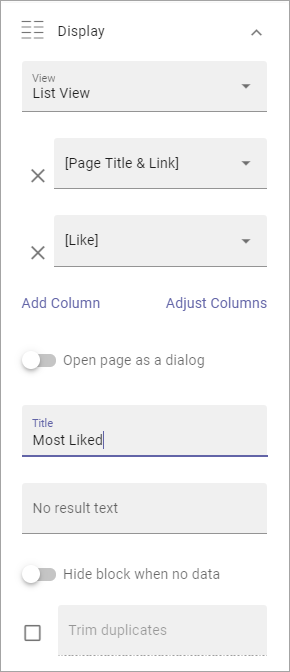 Display
View
List View
[Page Title & Link]
[Like]
Add Column Adjust Columns
Open page as a dialog
Title
Most Liked
No result text
Hide block when no data
Trim duplicates